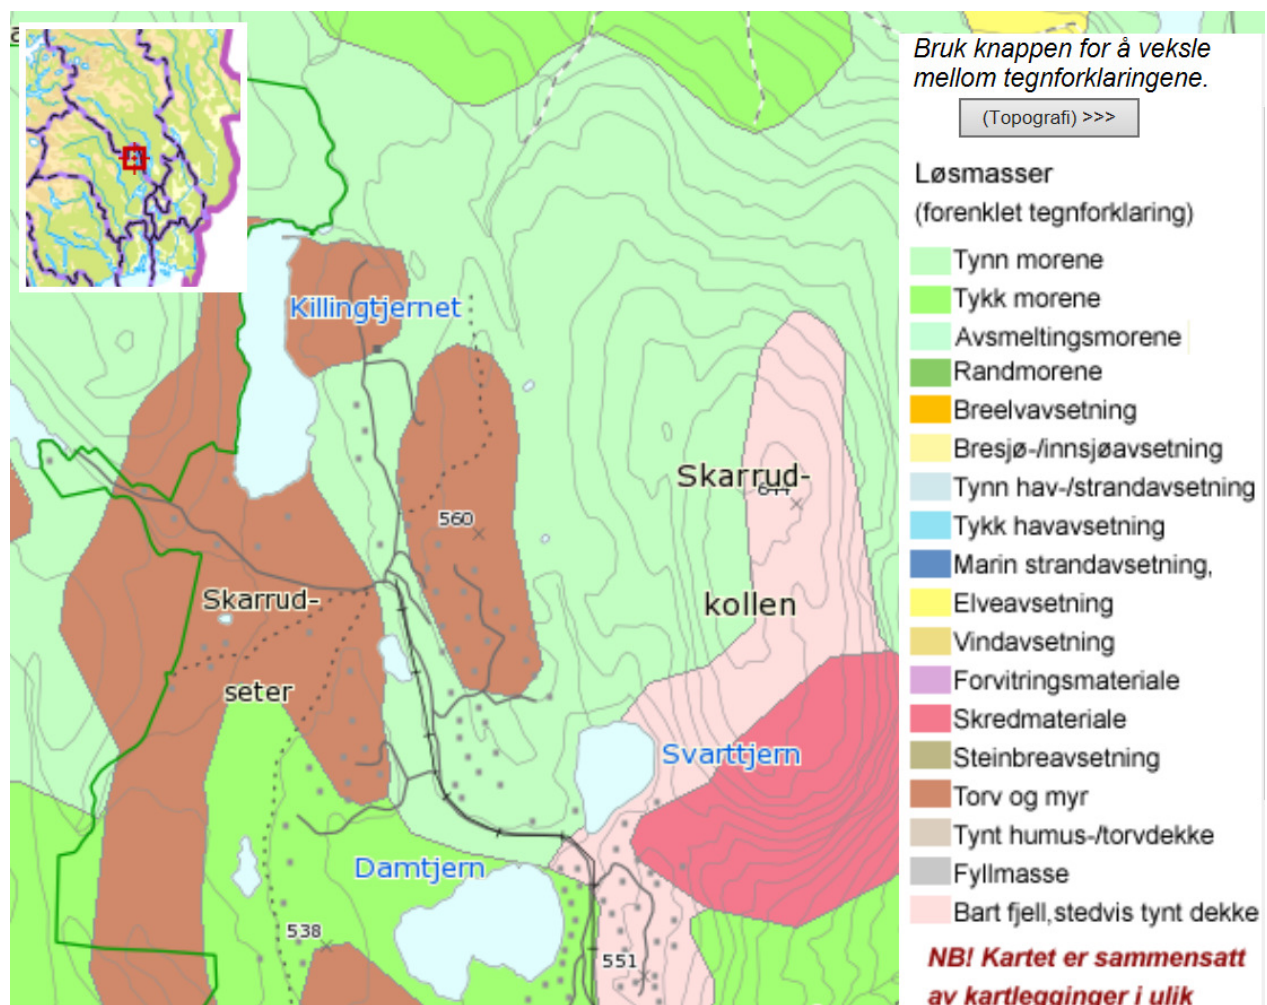 a
Killingtjernet
560
Skarrud-
644
kollen
Skarrud-
seter
Svarttjern
Damtjern
538
551
Bruk knappen for å veksle
mellom tegnforklaringene.
(Topografi) >>>
Løsmasser
(forenklet tegnforklaring)
Tynn morene
Tykk morene
Avsmeltingsmorene
Randmorene
Breelvavsetning
Bresjø-/innsjøavsetning
Tynn hav-/strandavsetning
Tykk havavsetning
Marin strandavsetning,
Elveavsetning
Vindavsetning
Forvitringsmateriale
Skredmateriale
Steinbreavsetning
Torv og myr
Tynt humus-/torvdekke
Fyllmasse
Bart fjell,stedvis tynt dekke
NB! Kartet er sammensatt
av kartlegginger i ulik